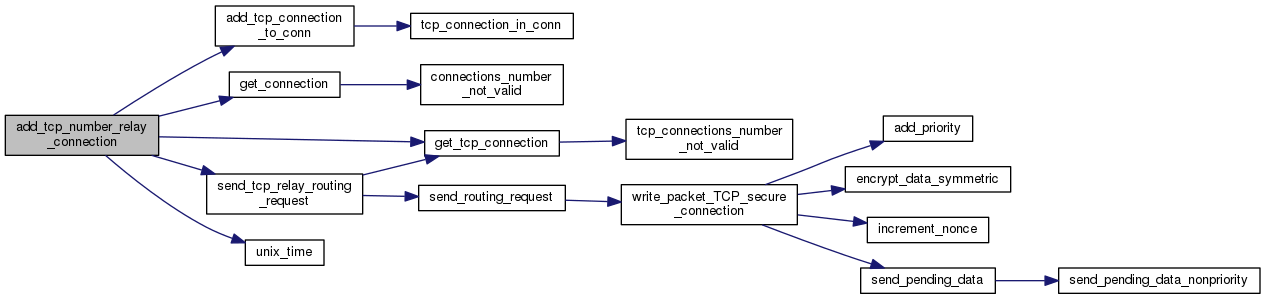 add_tcp_number_relay
_connection
add_tcp_connection
_to_conn
tcp_connection_in_conn
get_connection
connections_number
_not_valid
get_tcp_connection
tcp_connections_number
_not_valid
send_tcp_relay_routing
_request
send_routing_request
write_packet_TCP_secure
_connection
add_priority
encrypt_data_symmetric
increment_nonce
send_pending_data
send_pending_data_nonpriority
unix_time